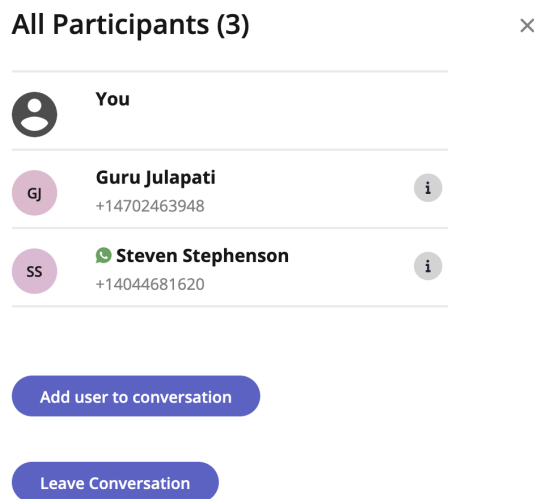 All Participants (3)
You
GJ
Guru Julapati
+14702463948
SS
Steven Stephenson
+14044681620
Add user to conversation
Leave Conversation